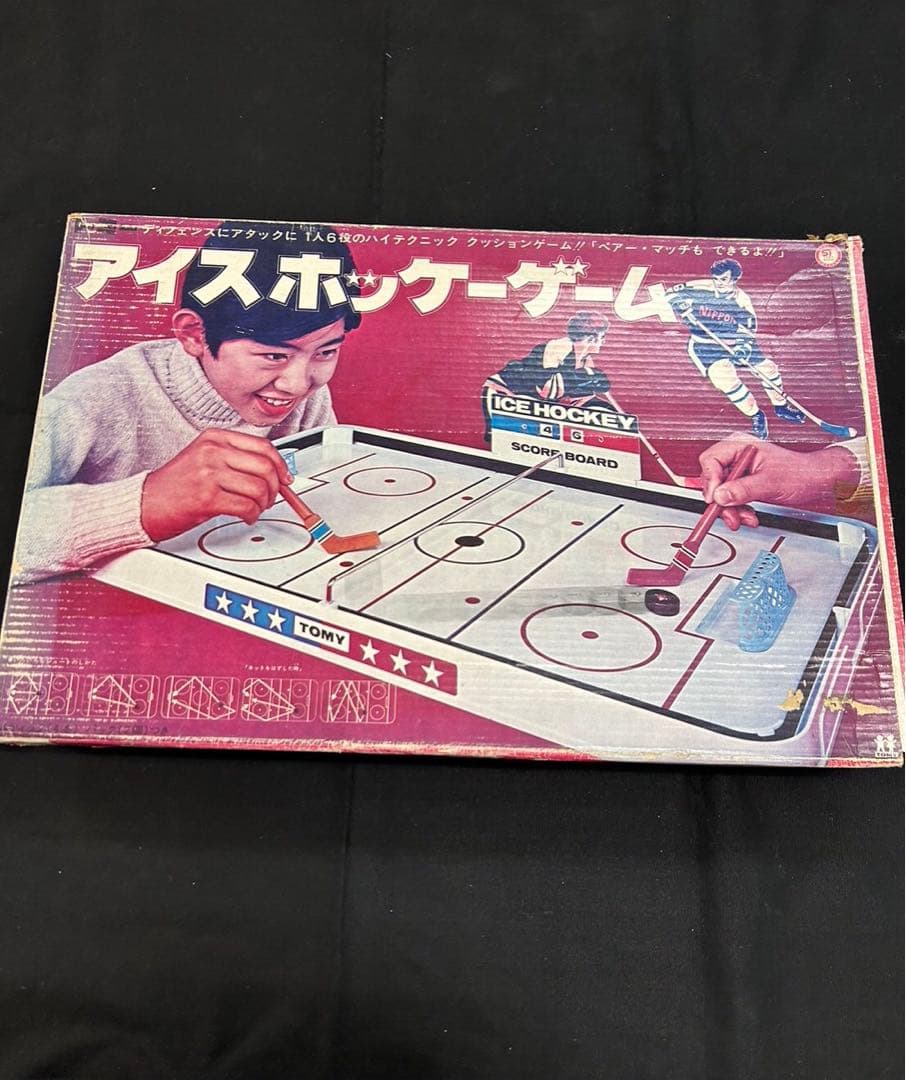 ディフェンスにアタックに 1人6役のハイテクニック クッションゲーム!!「ペアー・マッチも できるよ!!」
アイスホッケーゲーム
NIPPON
ICE HOCKEY
4 6
SCORE BOARD
TOMY
TOMY